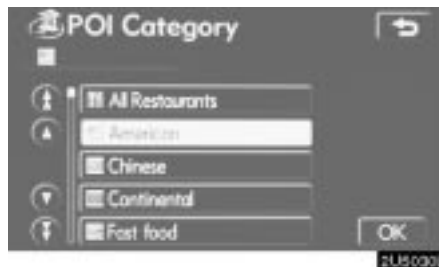 POI Category
All Restaurants
American
Chinese
Continental
Fast food
OK
2U5030